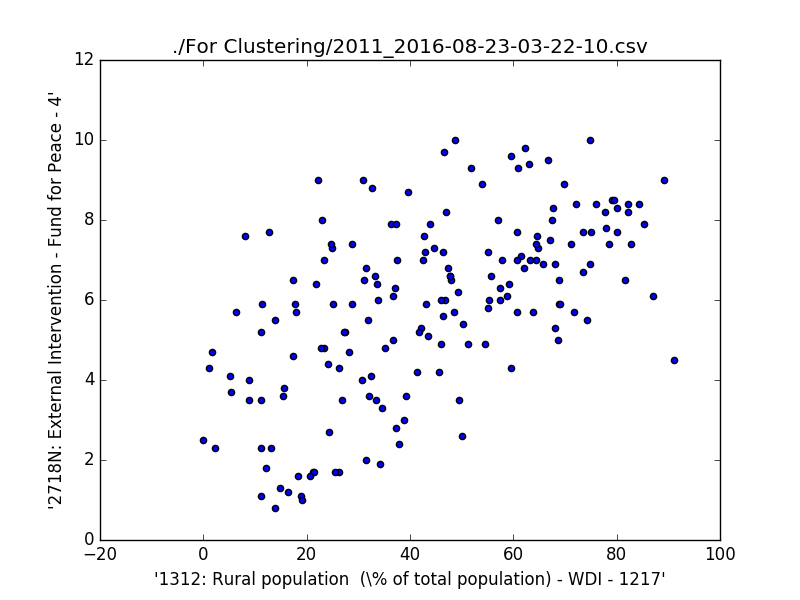 ./For Clustering/2011_2016-08-23-03-22-10.csv
'2718N: External Intervention - Fund for Peace - 4'
12
10
8
6
4
2
0
−20 0 20 40 60 80 100
'1312: Rural population  (\% of total population) - WDI - 1217'